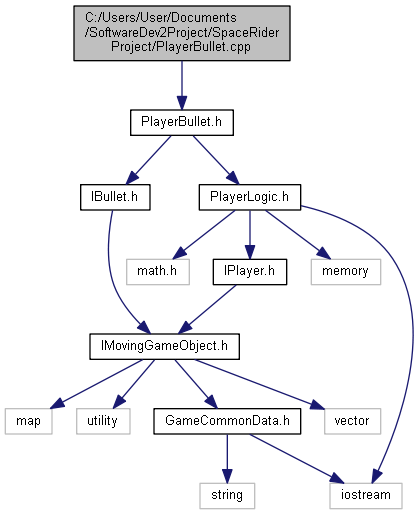 C:/Users/User/Documents
/SoftwareDev2Project/SpaceRider
Project/PlayerBullet.cpp
PlayerBullet.h
IBullet.h
PlayerLogic.h
math.h
IPlayer.h
memory
IMovingGameObject.h
map
utility
GameCommonData.h
vector
string
iostream